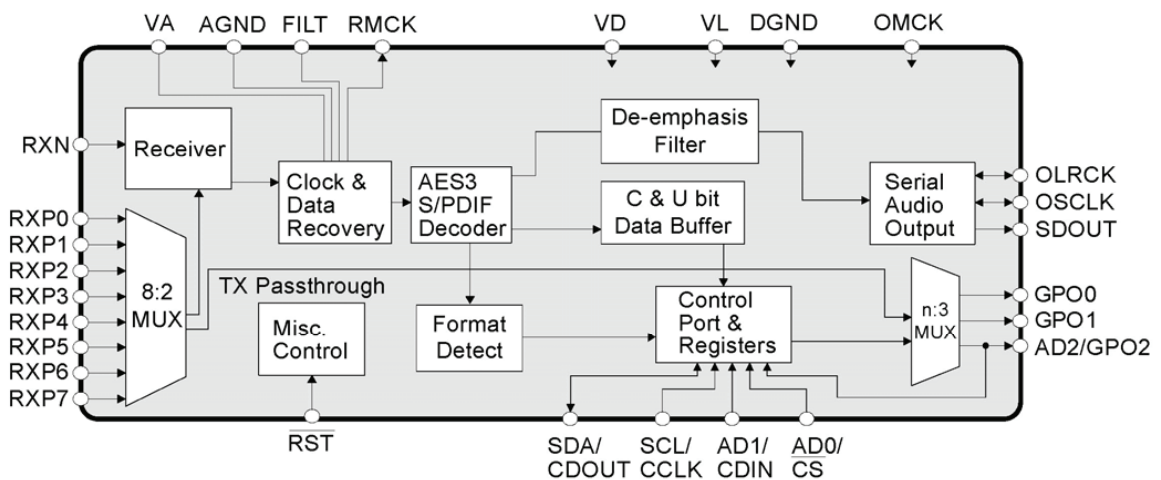 VA AGND FILT RMCK VD VL DGND OMCK
RXN
Receiver
De-emphasis
Filter
Clock &
Data
Recovery
AES3
S/PDIF
Decoder
C & U bit
Data Buffer
Serial
Audio
Output
OLRCK
OSCLK
SDOUT
RXP0
RXP1
RXP2
RXP3
RXP4
RXP5
RXP6
RXP7
8:2
MUX
TX Passthrough
Misc.
Control
Format
Detect
Control
Port &
Registers
n:3
MUX
GPO0
GPO1
AD2/GPO2
RST
SDA/
CDOUT
SCL/
CCLK
AD1/
CDIN
AD0/
CS